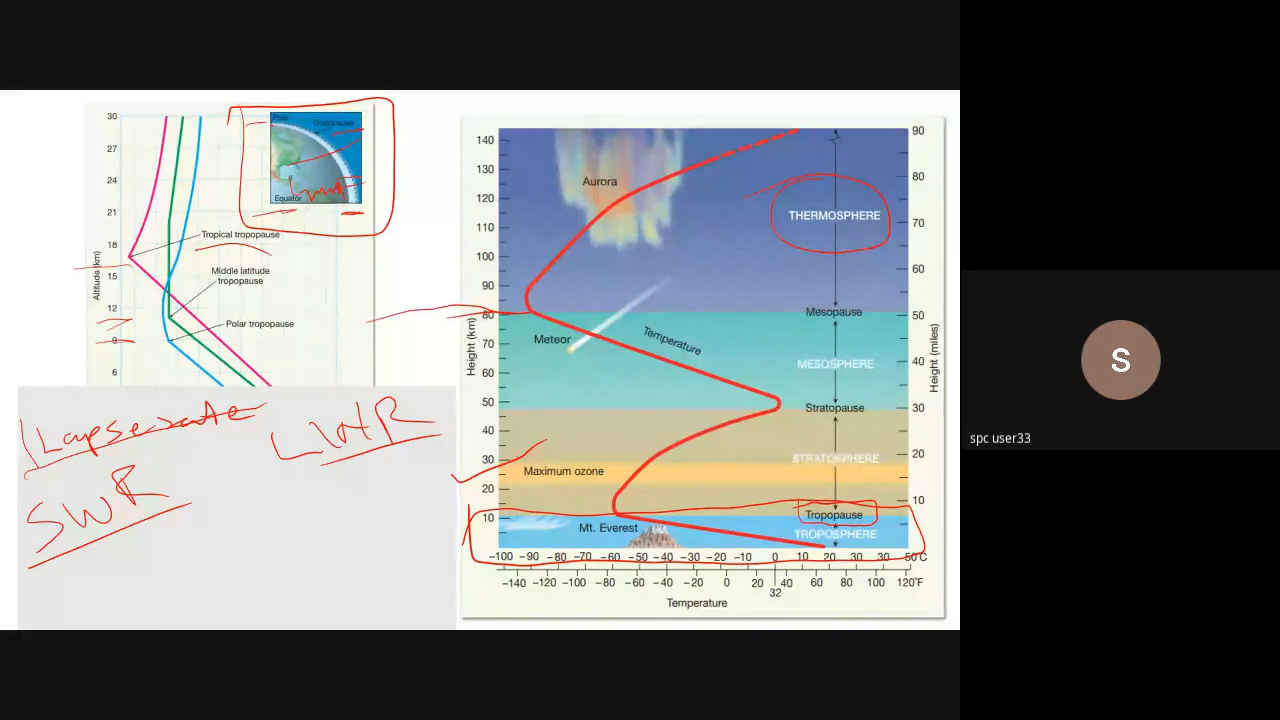 30
27
24
21
18
15
12
9
6
Altitude (km)
Pole
Tropopause
Equator
Tropical tropopause
Middle latitude
tropopause
Polar tropopause
Lapse rate
LWR
SWR
140
130
120
110
100
90
80
70
60
50
40
30
20
10
Height (km)
Aurora
Meteor
Temperature
Maximum ozone
Mt. Everest
THERMOSPHERE
Mesopause
MESOSPHERE
Stratopause
STRATOSPHERE
Tropopause
TROPOSPHERE
90
80
70
60
50
40
30
20
10
Height (miles)
-100 -90 -80 -70 -60 -50 -40 -30 -20 -10 0 10 20 30 40 50°C
-140 -120 -100 -80 -60 -40 -20 0 20 40 60 80 100 120°F
32
Temperature
S
spc user33